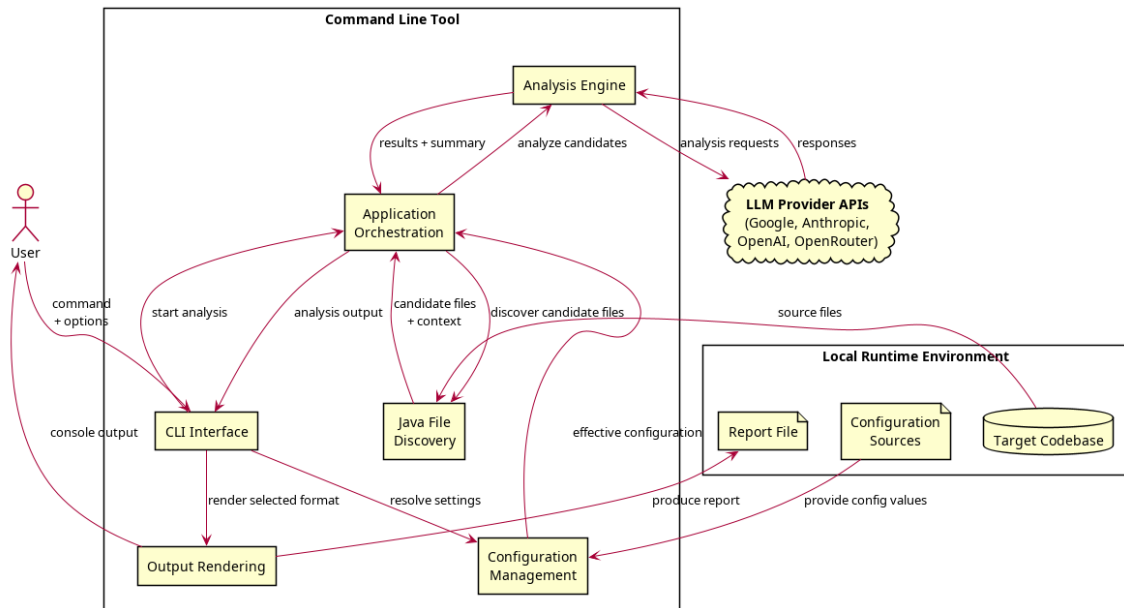 Command Line Tool
Analysis Engine
results + summary
analyze candidates
analysis requests
responses
LLM Provider APIs
(Google, Anthropic,
OpenAI, OpenRouter)
Application
Orchestration
User
command
+ options
start analysis
analysis output
candidate files
+ context
discover candidate files
source files
Local Runtime Environment
CLI Interface
Java File
Discovery
Report File
Configuration
Sources
Target Codebase
console output
effective configuration
render selected format
resolve settings
produce report
provide config values
Output Rendering
Configuration
Management